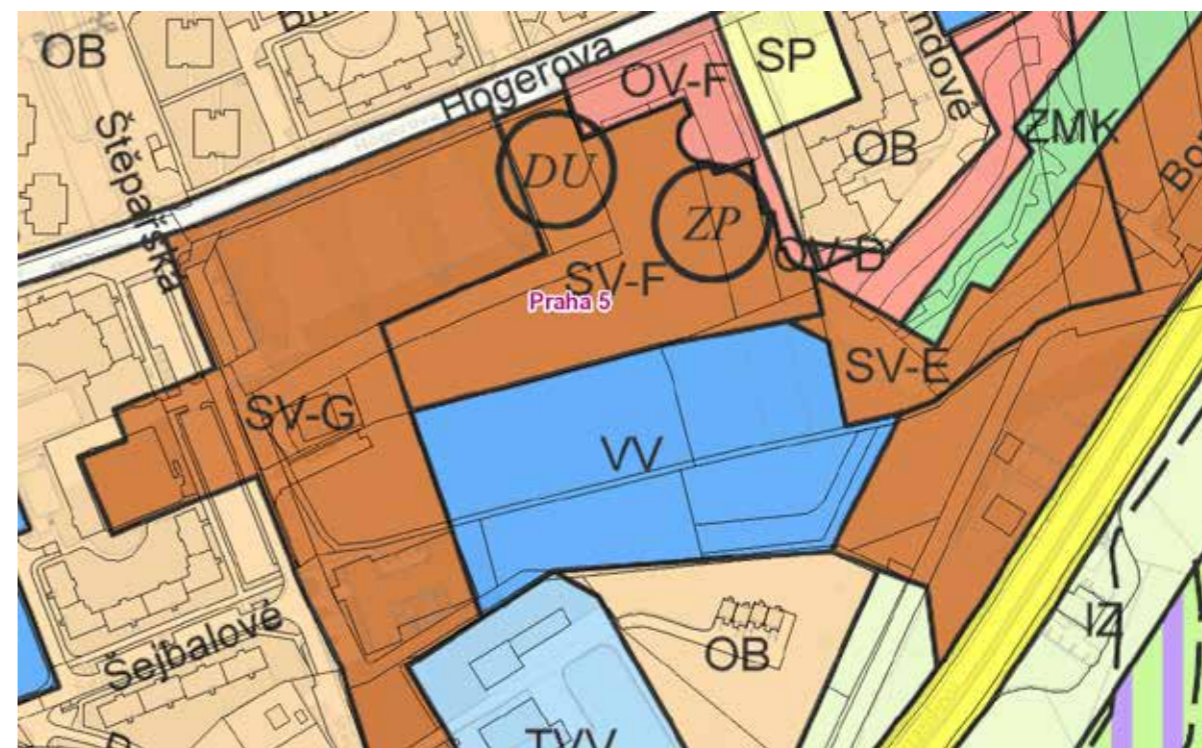 OB
Hogerova
OV-F
SP
ZMK
OB
Štěpařská
DU
ZP
OV-D
SV-F
Praha 5
SV-E
SV-G
VV
IZ
OB
Šejbalové
TVV